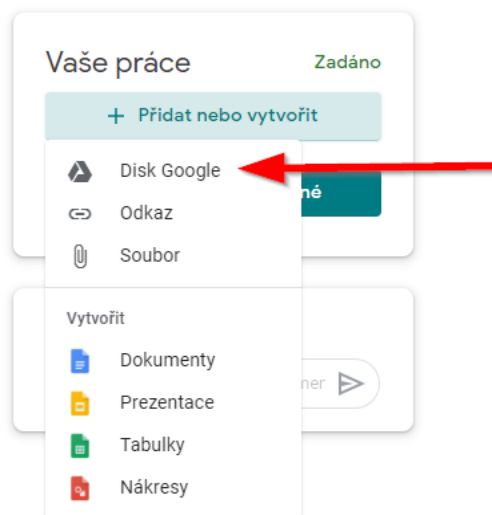 Vaše práce
Zadáno
+ Přidat nebo vytvořit
Disk Google
Odkaz
Soubor
Vytvořit
Dokumenty
Prezentace
Tabulky
Nákresy